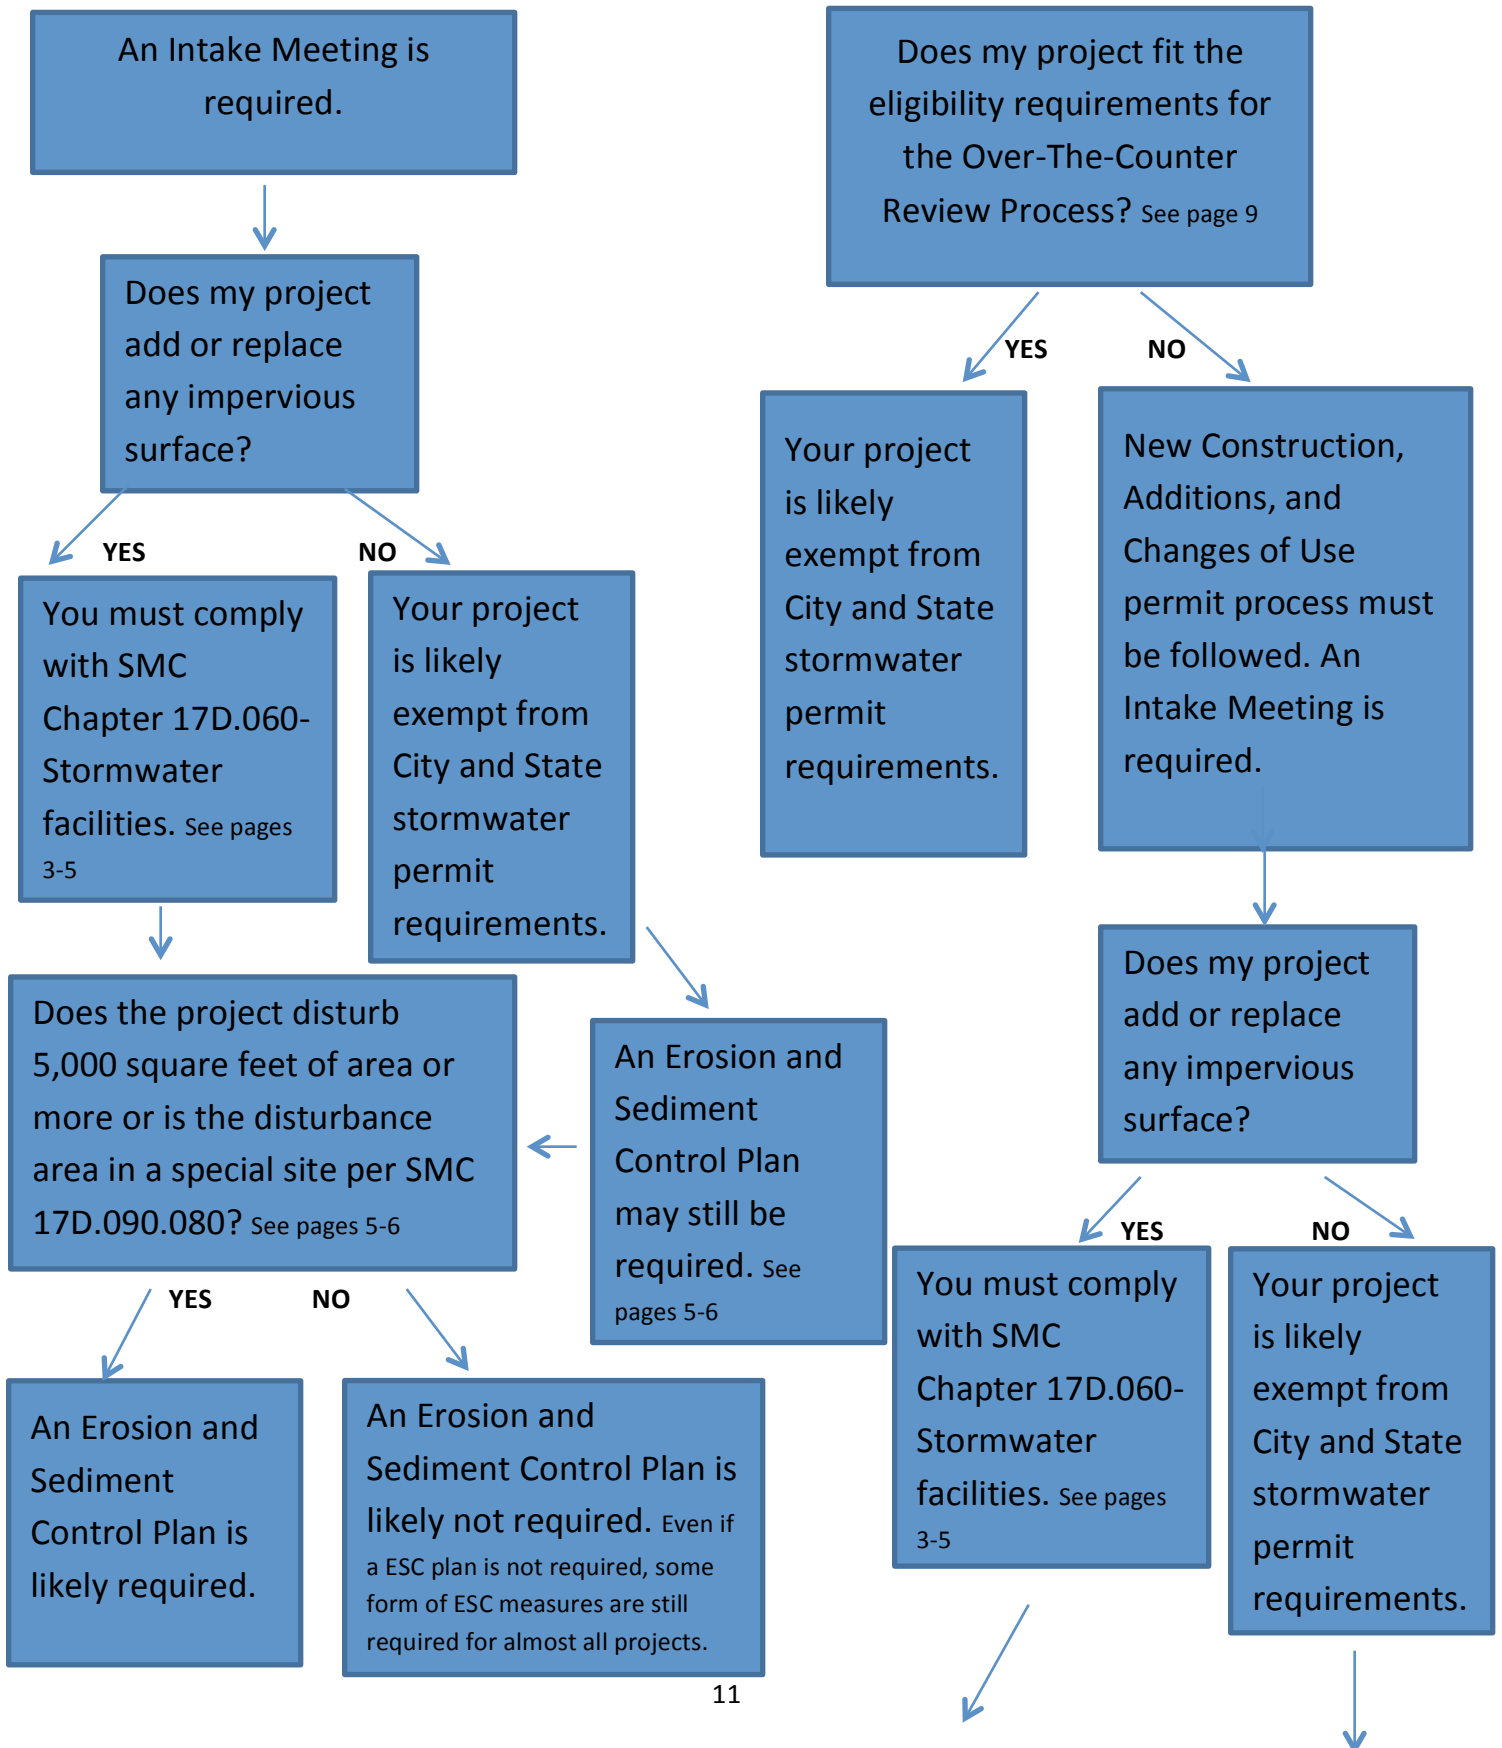 An Intake Meeting is
required.
Does my project
add or replace
any impervious
surface?
YES
NO
You must comply
with SMC
Chapter 17D.060-
Stormwater
facilities. See pages
3-5
Your project
is likely
exempt from
City and State
stormwater
permit
requirements.
Does the project disturb
5,000 square feet of area or
more or is the disturbance
area in a special site per SMC
17D.090.080? See pages 5-6
An Erosion and
Sediment
Control Plan
may still be
required. See
pages 5-6
YES
NO
An Erosion and
Sediment
Control Plan is
likely required.
An Erosion and
Sediment Control Plan is
likely not required. Even if
a ESC plan is not required, some
form of ESC measures are still
required for almost all projects.
Does my project fit the
eligibility requirements for
the Over-The-Counter
Review Process? See page 9
YES
NO
Your project
is likely
exempt from
City and State
stormwater
permit
requirements.
New Construction,
Additions, and
Changes of Use
permit process must
be followed. An
Intake Meeting is
required.
Does my project
add or replace
any impervious
surface?
YES
NO
You must comply
with SMC
Chapter 17D.060-
Stormwater
facilities. See pages
3-5
Your project
is likely
exempt from
City and State
stormwater
permit
requirements.
11